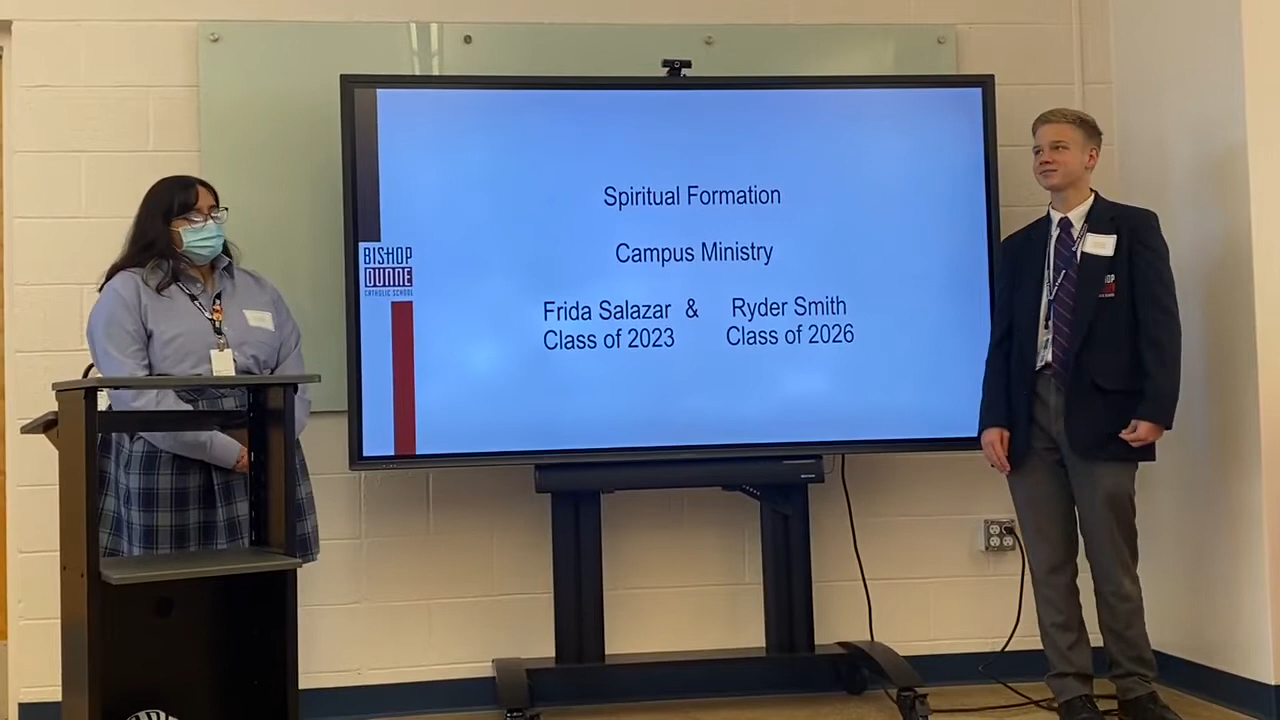 Spiritual Formation
Campus Ministry
Frida Salazar & Ryder Smith
Class of 2023 Class of 2026
BISHOP
DUNNE
CATHOLIC SCHOOL